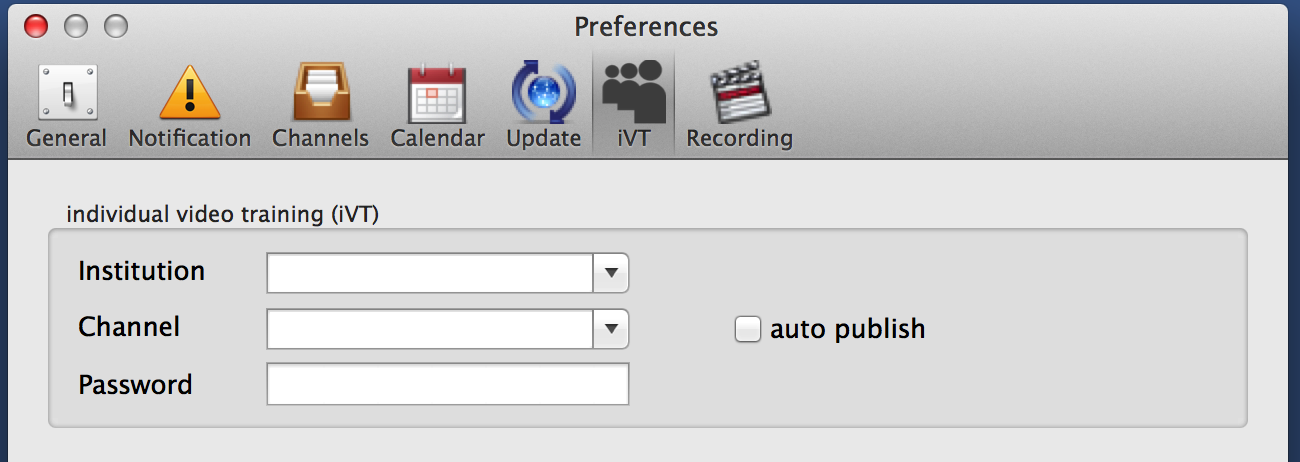 Preferences
General Notification Channels Calendar Update iVT Recording
individual video training (iVT)
Institution
Channel auto publish
Password